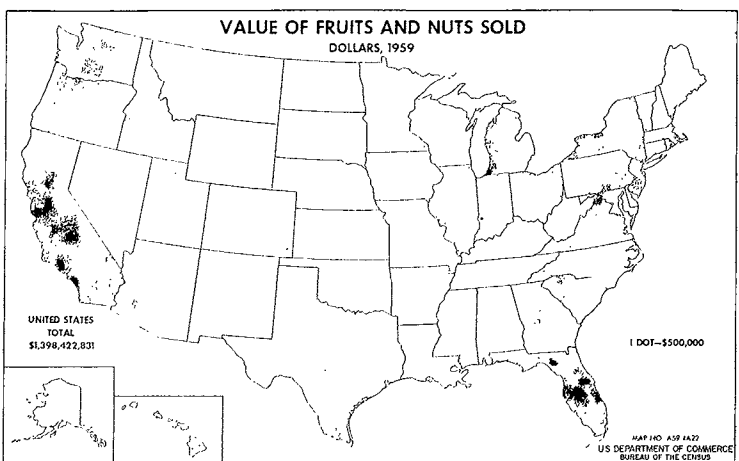 VALUE OF FRUITS AND NUTS SOLD
DOLLARS, 1959
UNITED STATES
TOTAL
$1,398,422,831
1 DOT—$500,000
MAP NO. A59
US DEPARTMENT OF COMMERCE
BUREAU OF THE CENSUS